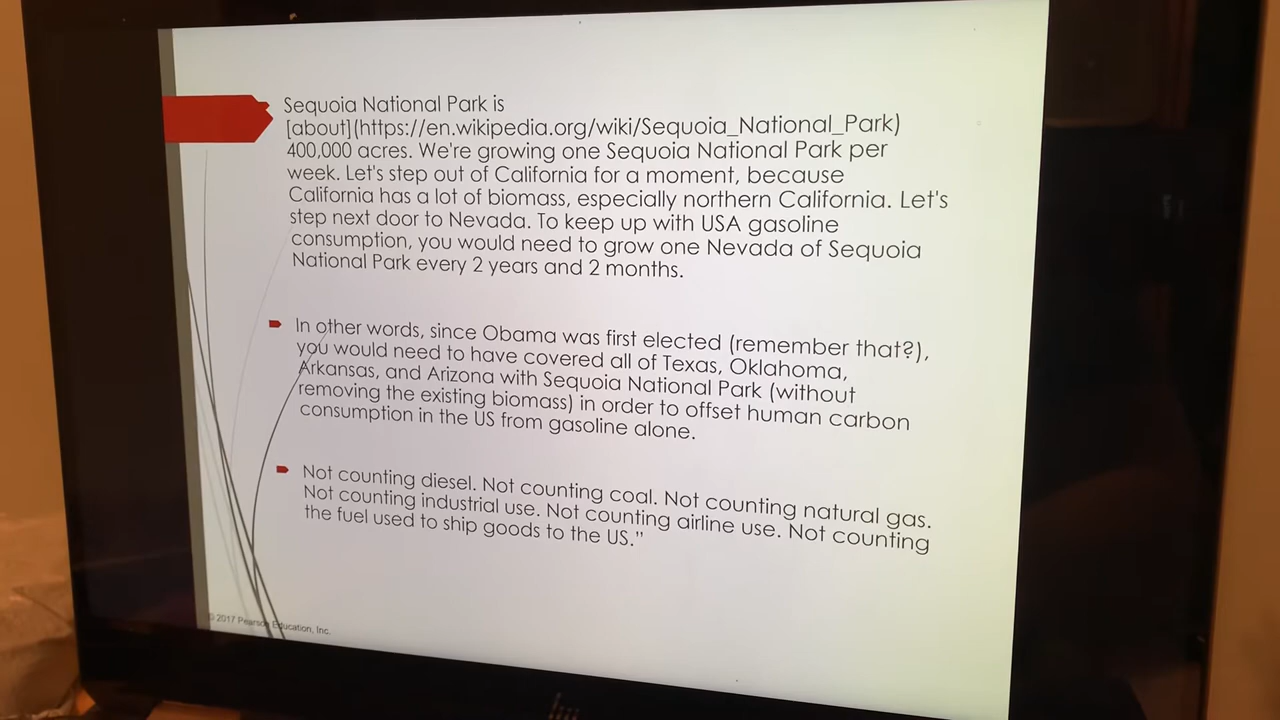 Sequoia National Park is
[about](https://en.wikipedia.org/wiki/Sequoia_National_Park)
400,000 acres. We're growing one Sequoia National Park per
week. Let's step out of California for a moment, because
California has a lot of biomass, especially northern California. Let's
step next door to Nevada. To keep up with USA gasoline
consumption, you would need to grow one Nevada of Sequoia
National Park every 2 years and 2 months.
In other words, since Obama was first elected (remember that?),
you would need to have covered all of Texas, Oklahoma,
Arkansas, and Arizona with Sequoia National Park (without
removing the existing biomass) in order to offset human carbon
consumption in the US from gasoline alone.
Not counting diesel. Not counting coal. Not counting natural gas.
Not counting industrial use. Not counting airline use. Not counting
the fuel used to ship goods to the US.”
© 2017 Pearson Education, Inc.
hp